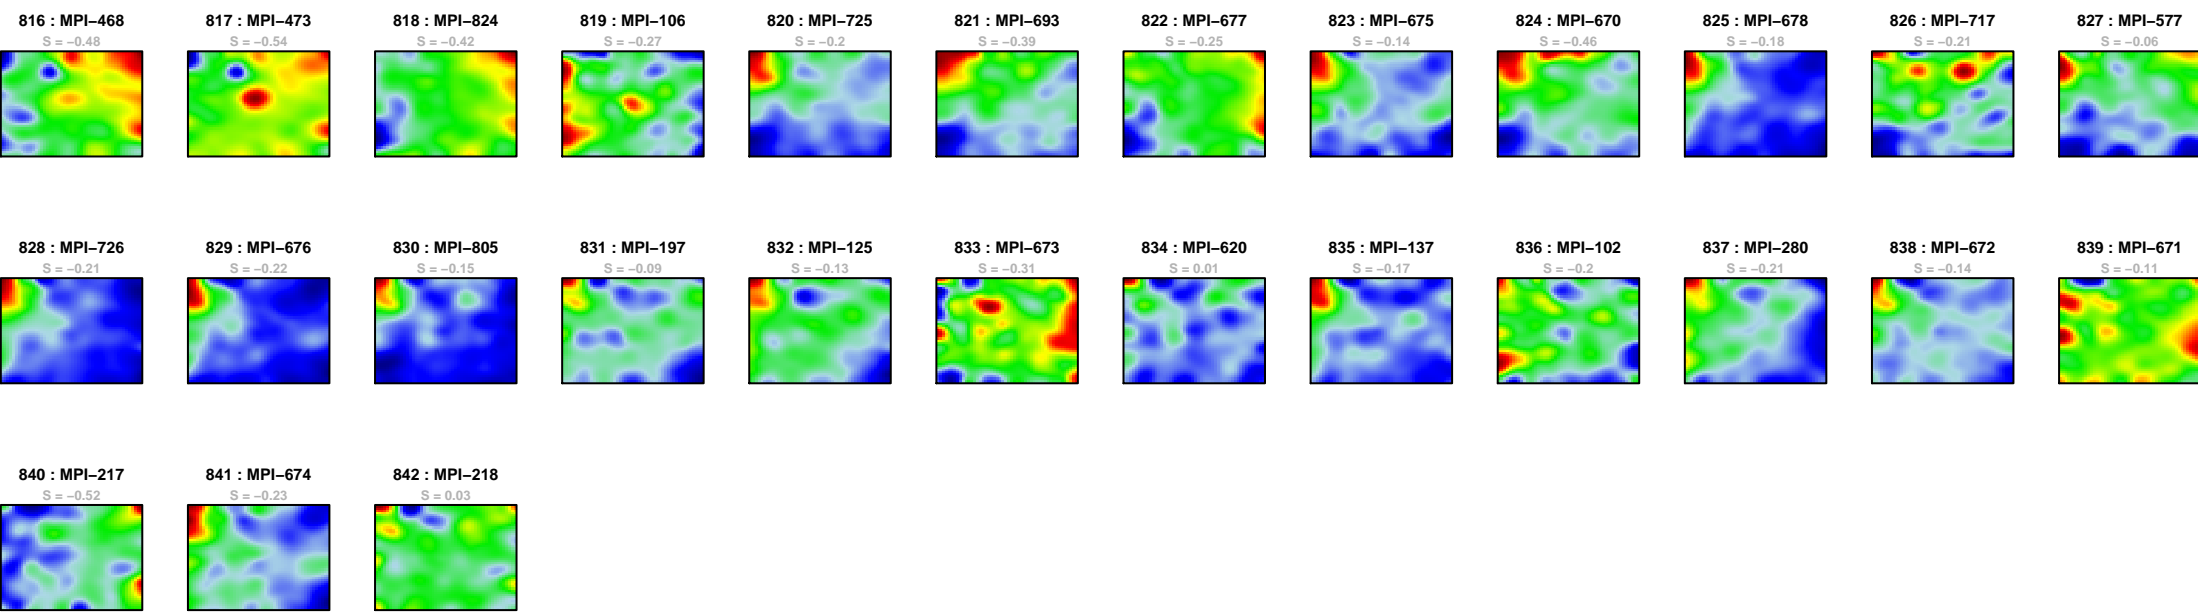 816 : MPI–468 817 : MPI–473 818 : MPI–824 819 : MPI–106 820 : MPI–725 821 : MPI–693 822 : MPI–677 823 : MPI–675 824 : MPI–670 825 : MPI–678 826 : MPI–717 827 : MPI–577
S = −0.48 S = −0.54 S = −0.42 S = −0.27 S = −0.2 S = −0.39 S = −0.25 S = −0.14 S = −0.46 S = −0.18 S = −0.21 S = −0.06
828 : MPI–726 829 : MPI–676 830 : MPI–805 831 : MPI–197 832 : MPI–125 833 : MPI–673 834 : MPI–620 835 : MPI–137 836 : MPI–102 837 : MPI–280 838 : MPI–672 839 : MPI–671
S = −0.21 S = −0.22 S = −0.15 S = −0.09 S = −0.13 S = −0.31 S = 0.01 S = −0.17 S = −0.2 S = −0.21 S = −0.14 S = −0.11
840 : MPI–217 841 : MPI–674 842 : MPI–218
S = −0.52 S = −0.23 S = 0.03